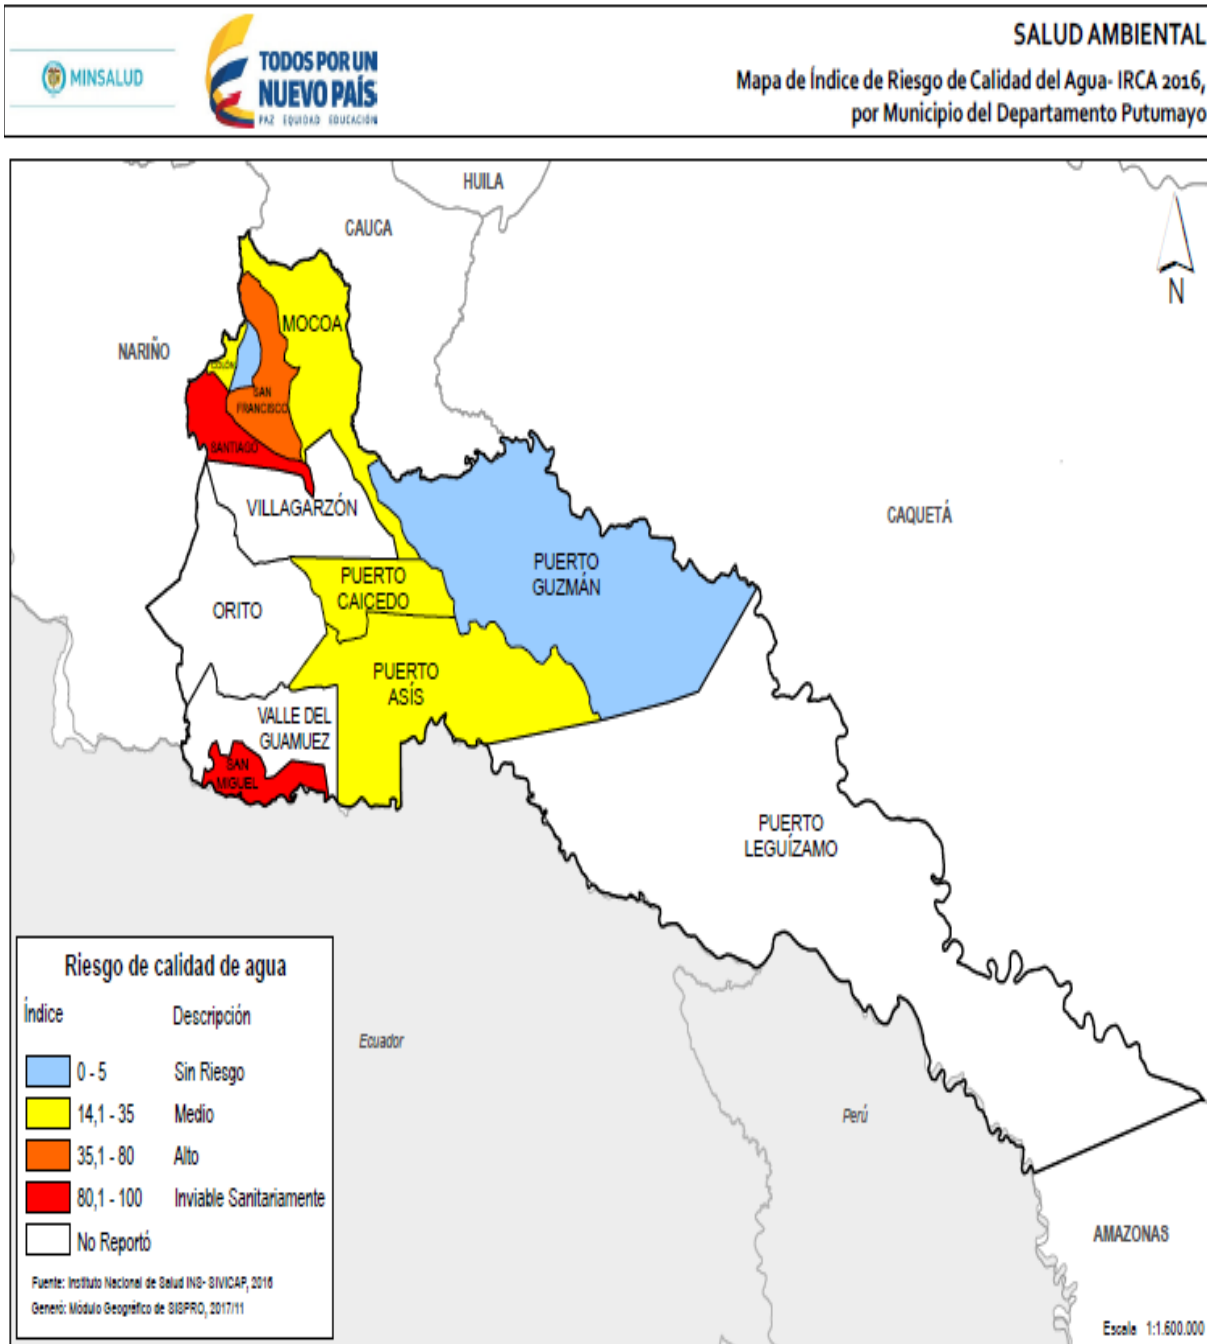 MINSALUD
TODOS POR UN
NUEVO PAÍS
PAZ EQUIDAD EDUCACIÓN
SALUD AMBIENTAL
Mapa de Índice de Riesgo de Calidad del Agua- IRCA 2016,
por Municipio del Departamento Putumayo
HUILA
CAUCA
N
MOCOA
NARIÑO
COLÓN
SAN
FRANCISCO
SANTIAGO
VILLAGARZÓN
CAQUETÁ
PUERTO
GUZMÁN
PUERTO
CAICEDO
ORITO
PUERTO
ASÍS
VALLE DEL
GUAMUEZ
SAN
MIGUEL
PUERTO
LEGUÍZAMO
Riesgo de calidad de agua
Índice Descripción
0 - 5 Sin Riesgo
14,1 - 35 Medio
35,1 - 80 Alto
80,1 - 100 Inviable Sanitariamente
No Reportó
Fuente: Instituto Nacional de Salud INS- SIVICAP, 2016
Generó: Módulo Geográfico de SISPRO, 2017/11
Ecuador
Perú
AMAZONAS
Escala 1:1.600.000